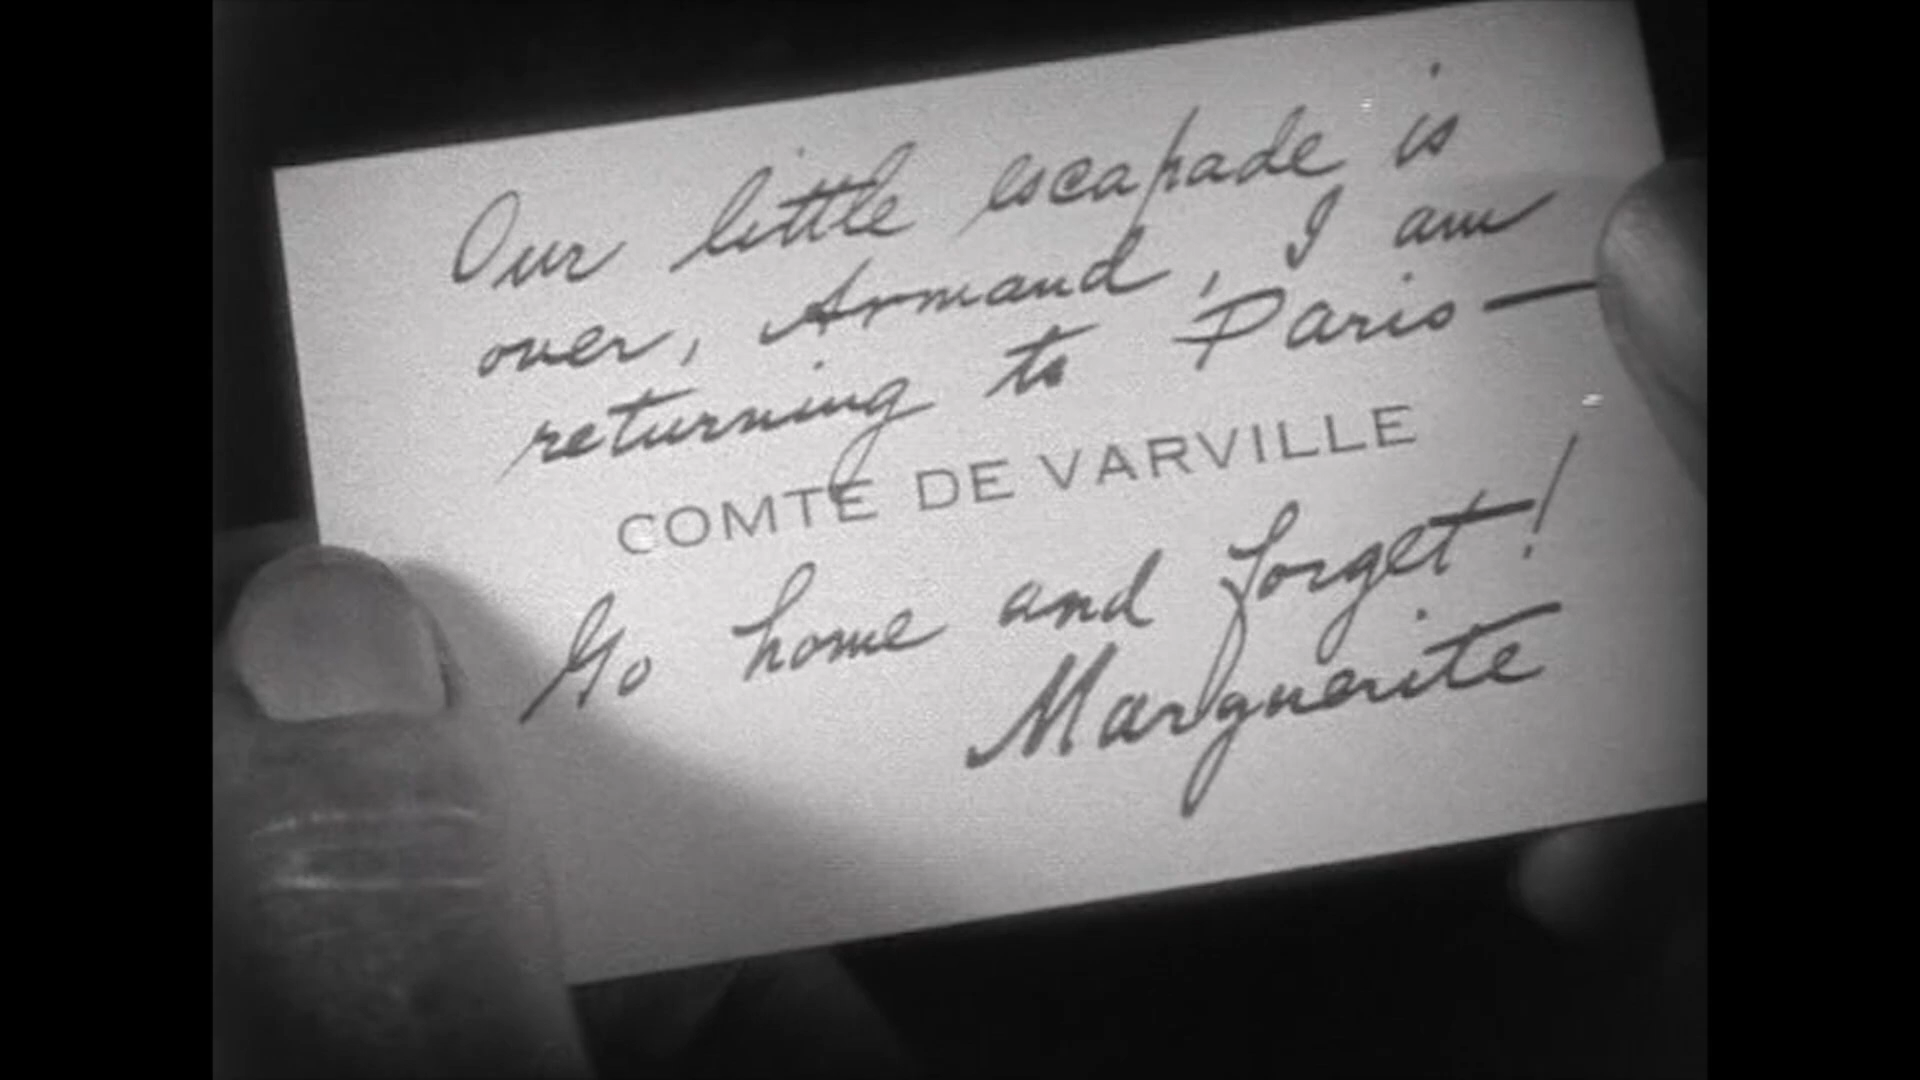 Our little escapade is
over, Armand, I am
returning to Paris —
COMTE DE VARVILLE
Go home and forget!
Marguerite